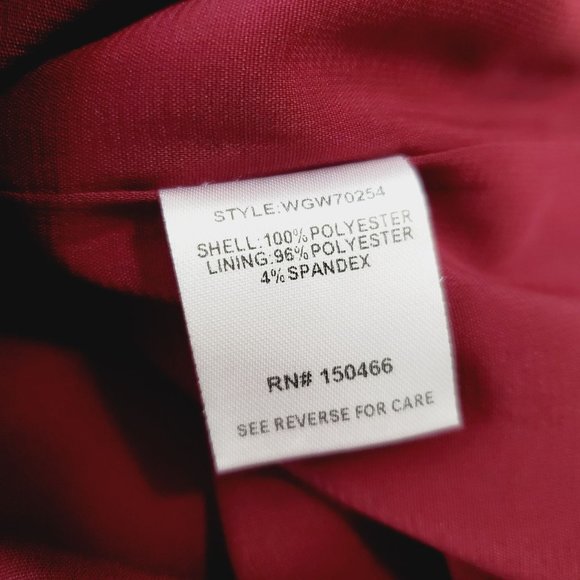 STYLE:WGW70254
SHELL:100%POLYESTER
LINING:96%POLYESTER
4%SPANDEX
RN# 150466
SEE REVERSE FOR CARE